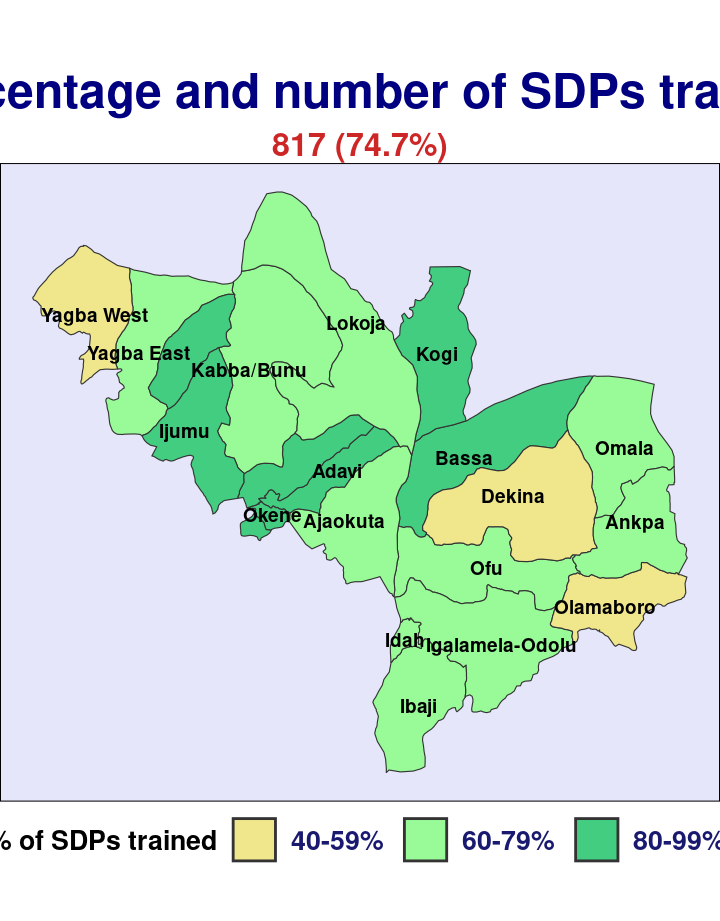 centage and number of SDPs tra
817 (74.7%)
Yagba West
Lokoja
Yagba East
Kogi
Kabba/Bunu
Ijumu
Omala
Bassa
Adavi
Dekina
Okene
Ajaokuta
Ankpa
Ofu
Olamaboro
Idah
Igalamela-Odolu
Ibaji
% of SDPs trained 40-59% 60-79% 80-99%